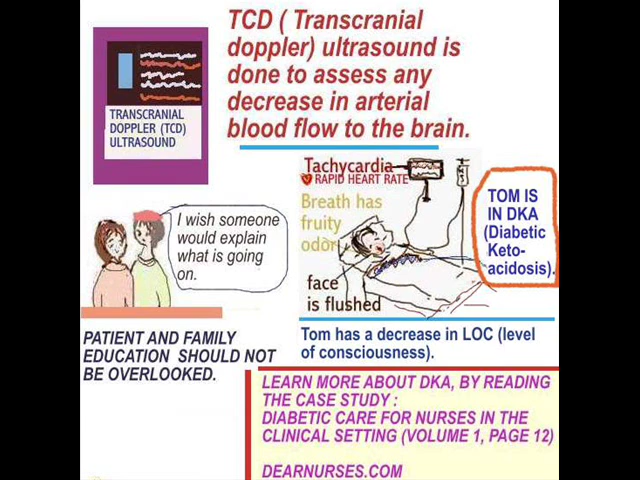 TCD ( Transcranial
doppler) ultrasound is
done to assess any
decrease in arterial
blood flow to the brain.
TRANSCRANIAL
DOPPLER (TCD)
ULTRASOUND
Tachycardia
RAPID HEART RATE
Breath has
fruity
odor
face
is flushed
TOM IS
IN DKA
(Diabetic
Keto-
acidosis).
I wish someone
would explain
what is going
on.
PATIENT AND FAMILY
EDUCATION SHOULD NOT
BE OVERLOOKED.
Tom has a decrease in LOC (level
of consciousness).
LEARN MORE ABOUT DKA, BY READING
THE CASE STUDY :
DIABETIC CARE FOR NURSES IN THE
CLINICAL SETTING (VOLUME 1, PAGE 12)
DEARNURSES.COM